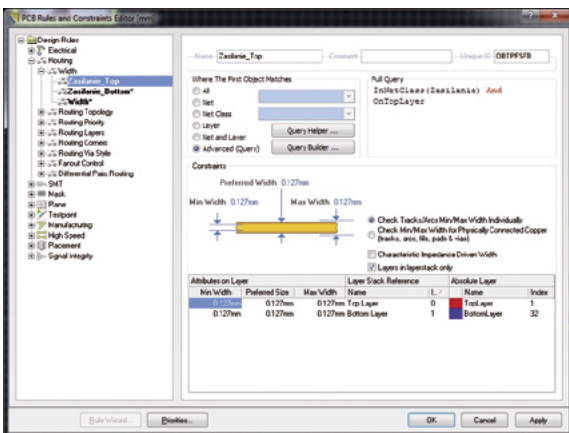 PCB Rules and Constraints Editor [mm]
Design Rules
Electrical
Routing
Width
Zasilanie_Top
Zasilanie_Bottom*
Width*
Routing Topology
Routing Priority
Routing Layers
Routing Corners
Routing Via Style
Fanout Control
Differential Pairs Routing
SMT
Mask
Plane
Testpoint
Manufacturing
High Speed
Placement
Signal Integrity
Name Zasilanie_Top Comment Unique ID OBTPFSFB
Where The First Object Matches
All
Net
Net Class
Layer
Net and Layer
Advanced (Query)
Query Helper ...
Query Builder ...
Full Query
InNetClass(Zasilanie) And
OnTopLayer
Constraints
Preferred Width 0.127mm
Min Width 0.127mm Max Width 0.127mm
Check Tracks/Arcs Min/Max Width Individually
Check Min/Max Width for Physically Connected Copper
(tracks, arcs, fills, pads & vias)
Characteristic Impedance Driven Width
Layers in layerstack only
Attributes on Layer Layer Stack Reference Absolute Layer
Min Width Preferred Size Max Width Name I... Name Index
0.127mm 0.127mm 0.127mm Top Layer 0 TopLayer 1
0.127mm 0.127mm 0.127mm Bottom Layer 1 BottomLayer 32
Rule Wizard... Priorities... OK Cancel Apply